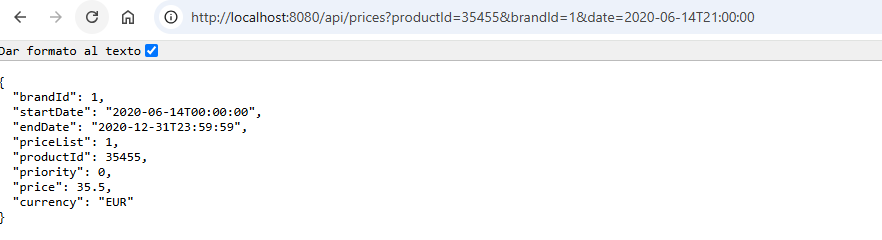 http://localhost:8080/api/prices?productId=35455&brandId=1&date=2020-06-14T21:00:00
Dar formato al texto
{
  "brandId": 1,
  "startDate": "2020-06-14T00:00:00",
  "endDate": "2020-12-31T23:59:59",
  "priceList": 1,
  "productId": 35455,
  "priority": 0,
  "price": 35.5,
  "currency": "EUR"
}